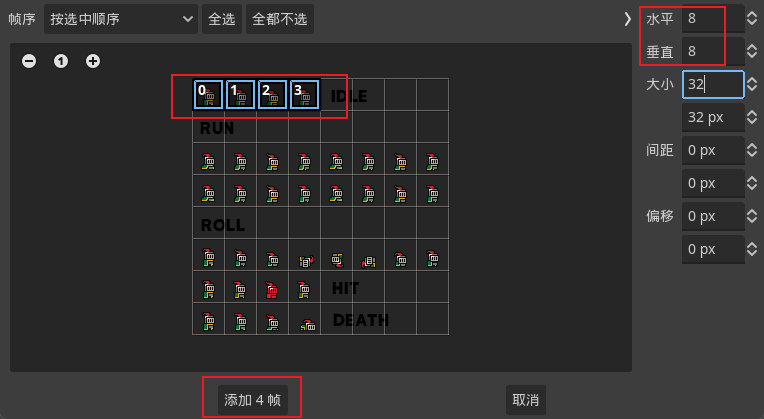 帧序 按选中顺序 全选 全都不选
水平 8
垂直 8
大小 32
32 px
间距 0 px
0 px
偏移 0 px
0 px
1
0 1 2 3 IDLE
RUN
ROLL
HIT
DEATH
添加 4 帧 取消